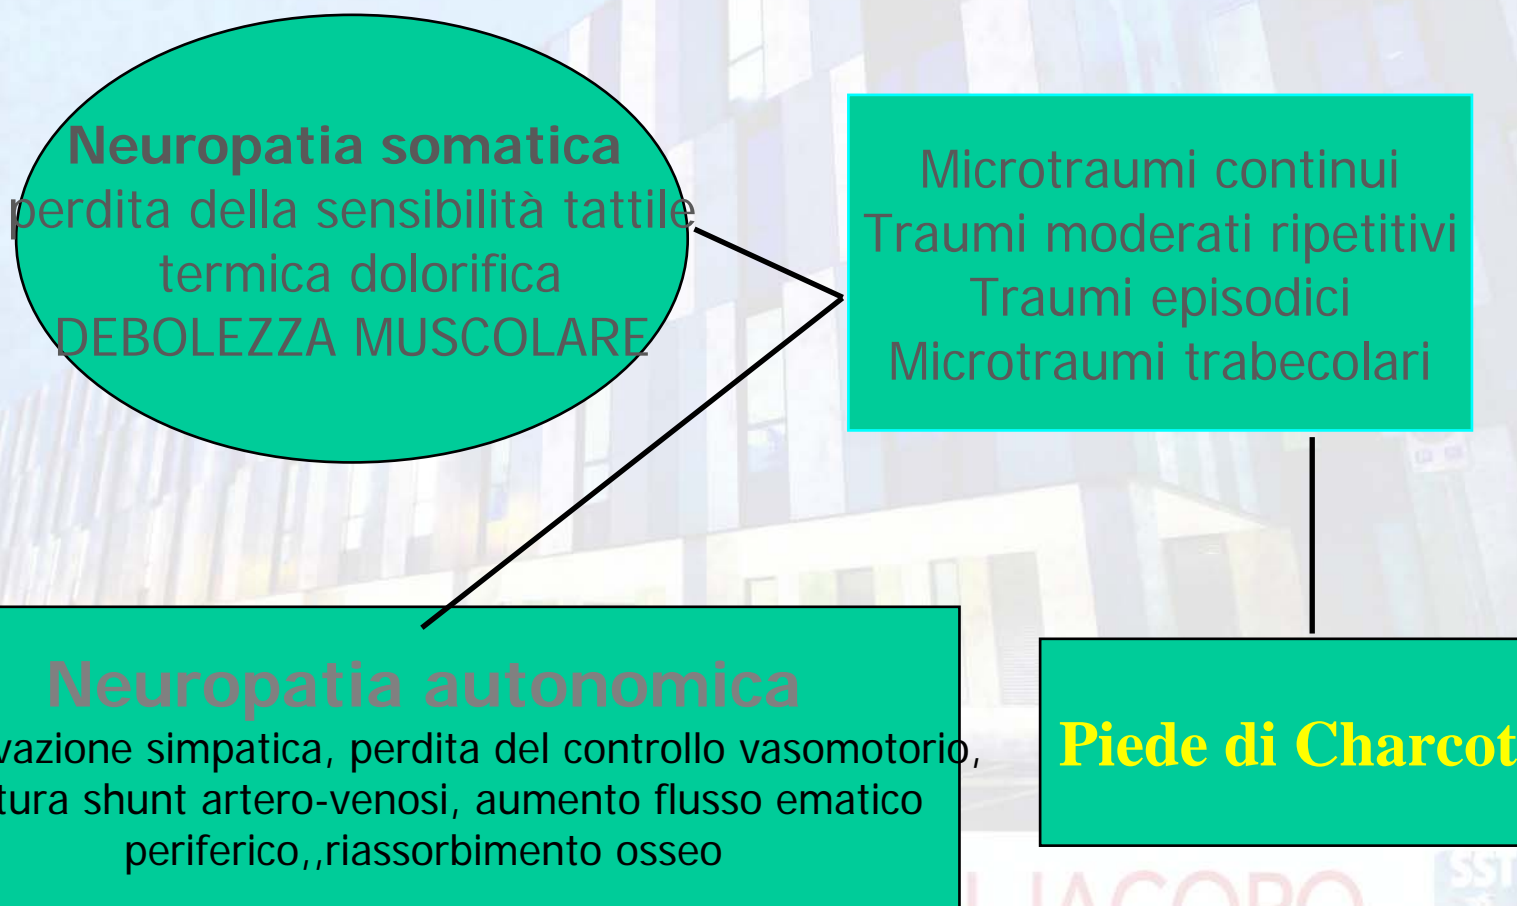 Neuropatia somatica
perdita della sensibilità tattile
termica dolorifica
DEBOLEZZA MUSCOLARE
Microtraumi continui
Traumi moderati ripetitivi
Traumi episodici
Microtraumi trabecolari
Neuropatia autonomica
vazione simpatica, perdita del controllo vasomotorio,
tura shunt artero-venosi, aumento flusso ematico
periferico,,riassorbimento osseo
Piede di Charcot
JACOPO
SST